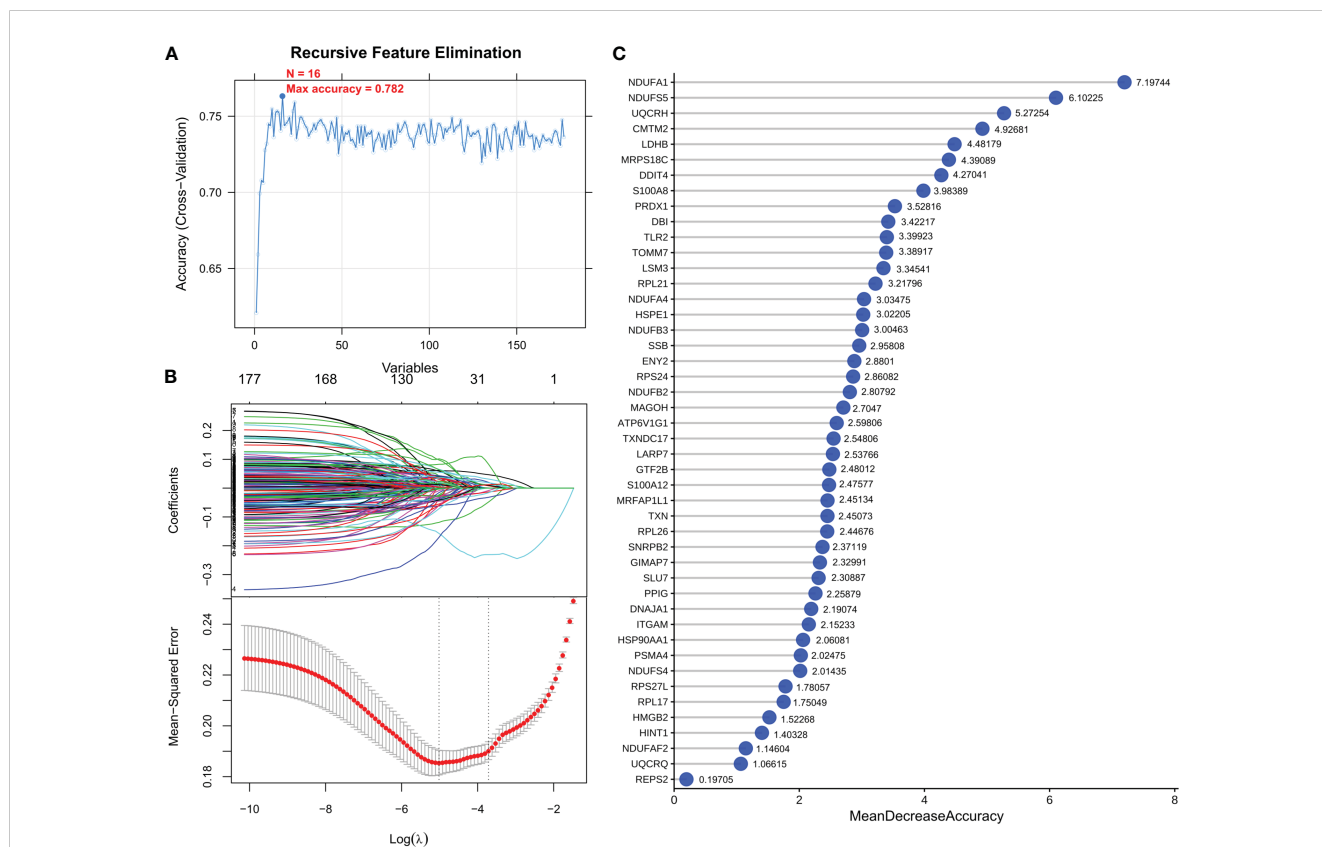 A
Recursive Feature Elimination
N = 16
Max accuracy = 0.782
Accuracy (Cross−Validation)
0.75
0.70
0.65
0
50
100
150
Variables
B
177
168
130
31
1
Coefficients
0.2
0.1
−0.1
−0.3
4
Mean−Squared Error
0.24
0.22
0.20
0.18
−10
−8
−6
−4
−2
Log(λ)
C
NDUFA1 7.19744
NDUFS5 6.10225
UQCRH 5.27254
CMTM2 4.92681
LDHB 4.48179
MRPS18C 4.39089
DDIT4 4.27041
S100A8 3.98389
PRDX1 3.52816
DBI 3.42217
TLR2 3.39923
TOMM7 3.38917
LSM3 3.34541
RPL21 3.21796
NDUFA4 3.03475
HSPE1 3.02205
NDUFB3 3.00463
SSB 2.95808
ENY2 2.8801
RPS24 2.86082
NDUFB2 2.80792
MAGOH 2.7047
ATP6V1G1 2.59806
TXNDC17 2.54806
LARP7 2.53766
GTF2B 2.48012
S100A12 2.47577
MRFAP1L1 2.45134
TXN 2.45073
RPL26 2.44676
SNRPB2 2.37119
GIMAP7 2.32991
SLU7 2.30887
PPIG 2.25879
DNAJA1 2.19074
ITGAM 2.15233
HSP90AA1 2.06081
PSMA4 2.02475
NDUFS4 2.01435
RPS27L 1.78057
RPL17 1.75049
HMGB2 1.52268
HINT1 1.40328
NDUFAF2 1.14604
UQCRQ 1.06615
REPS2 0.19705
0
2
4
6
8
MeanDecreaseAccuracy